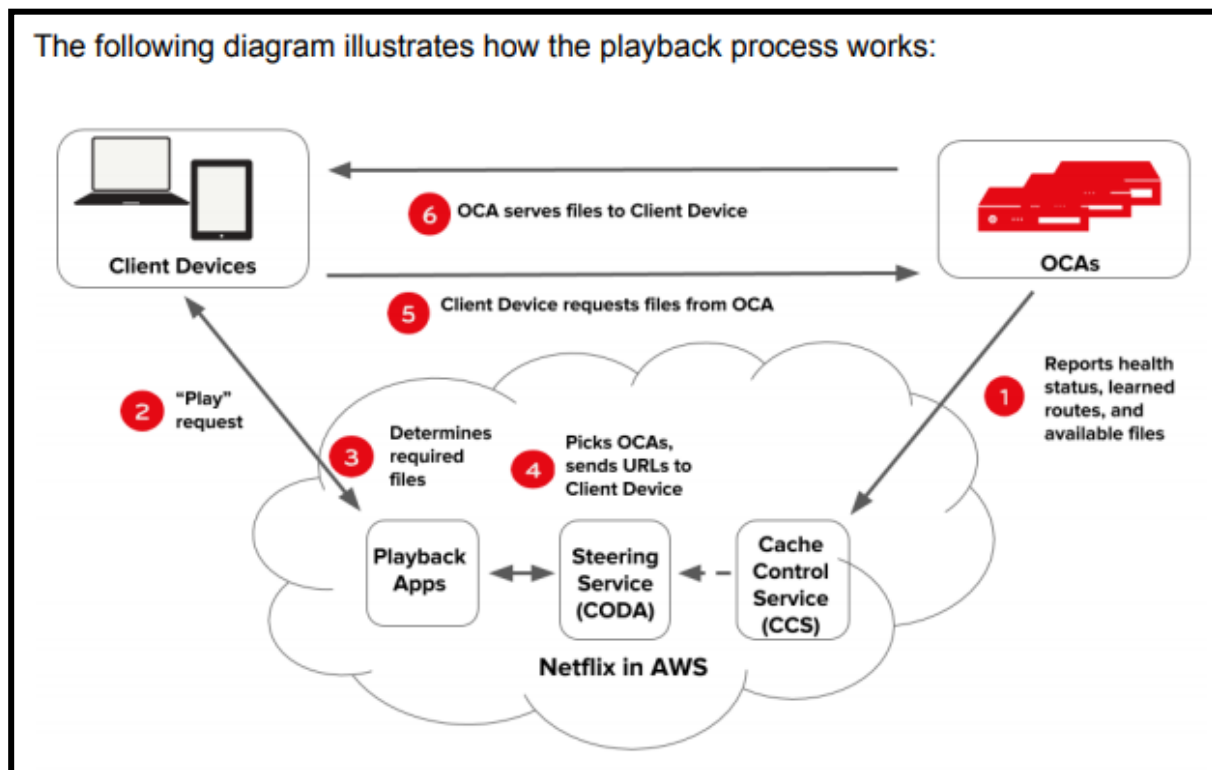 The following diagram illustrates how the playback process works:
Client Devices
OCAs
6 OCA serves files to Client Device
5 Client Device requests files from OCA
1 Reports health
status, learned
routes, and
available files
2 "Play"
request
3 Determines
required
files
4 Picks OCAs,
sends URLs to
Client Device
Playback
Apps
Steering
Service
(CODA)
Cache
Control
Service
(CCS)
Netflix in AWS